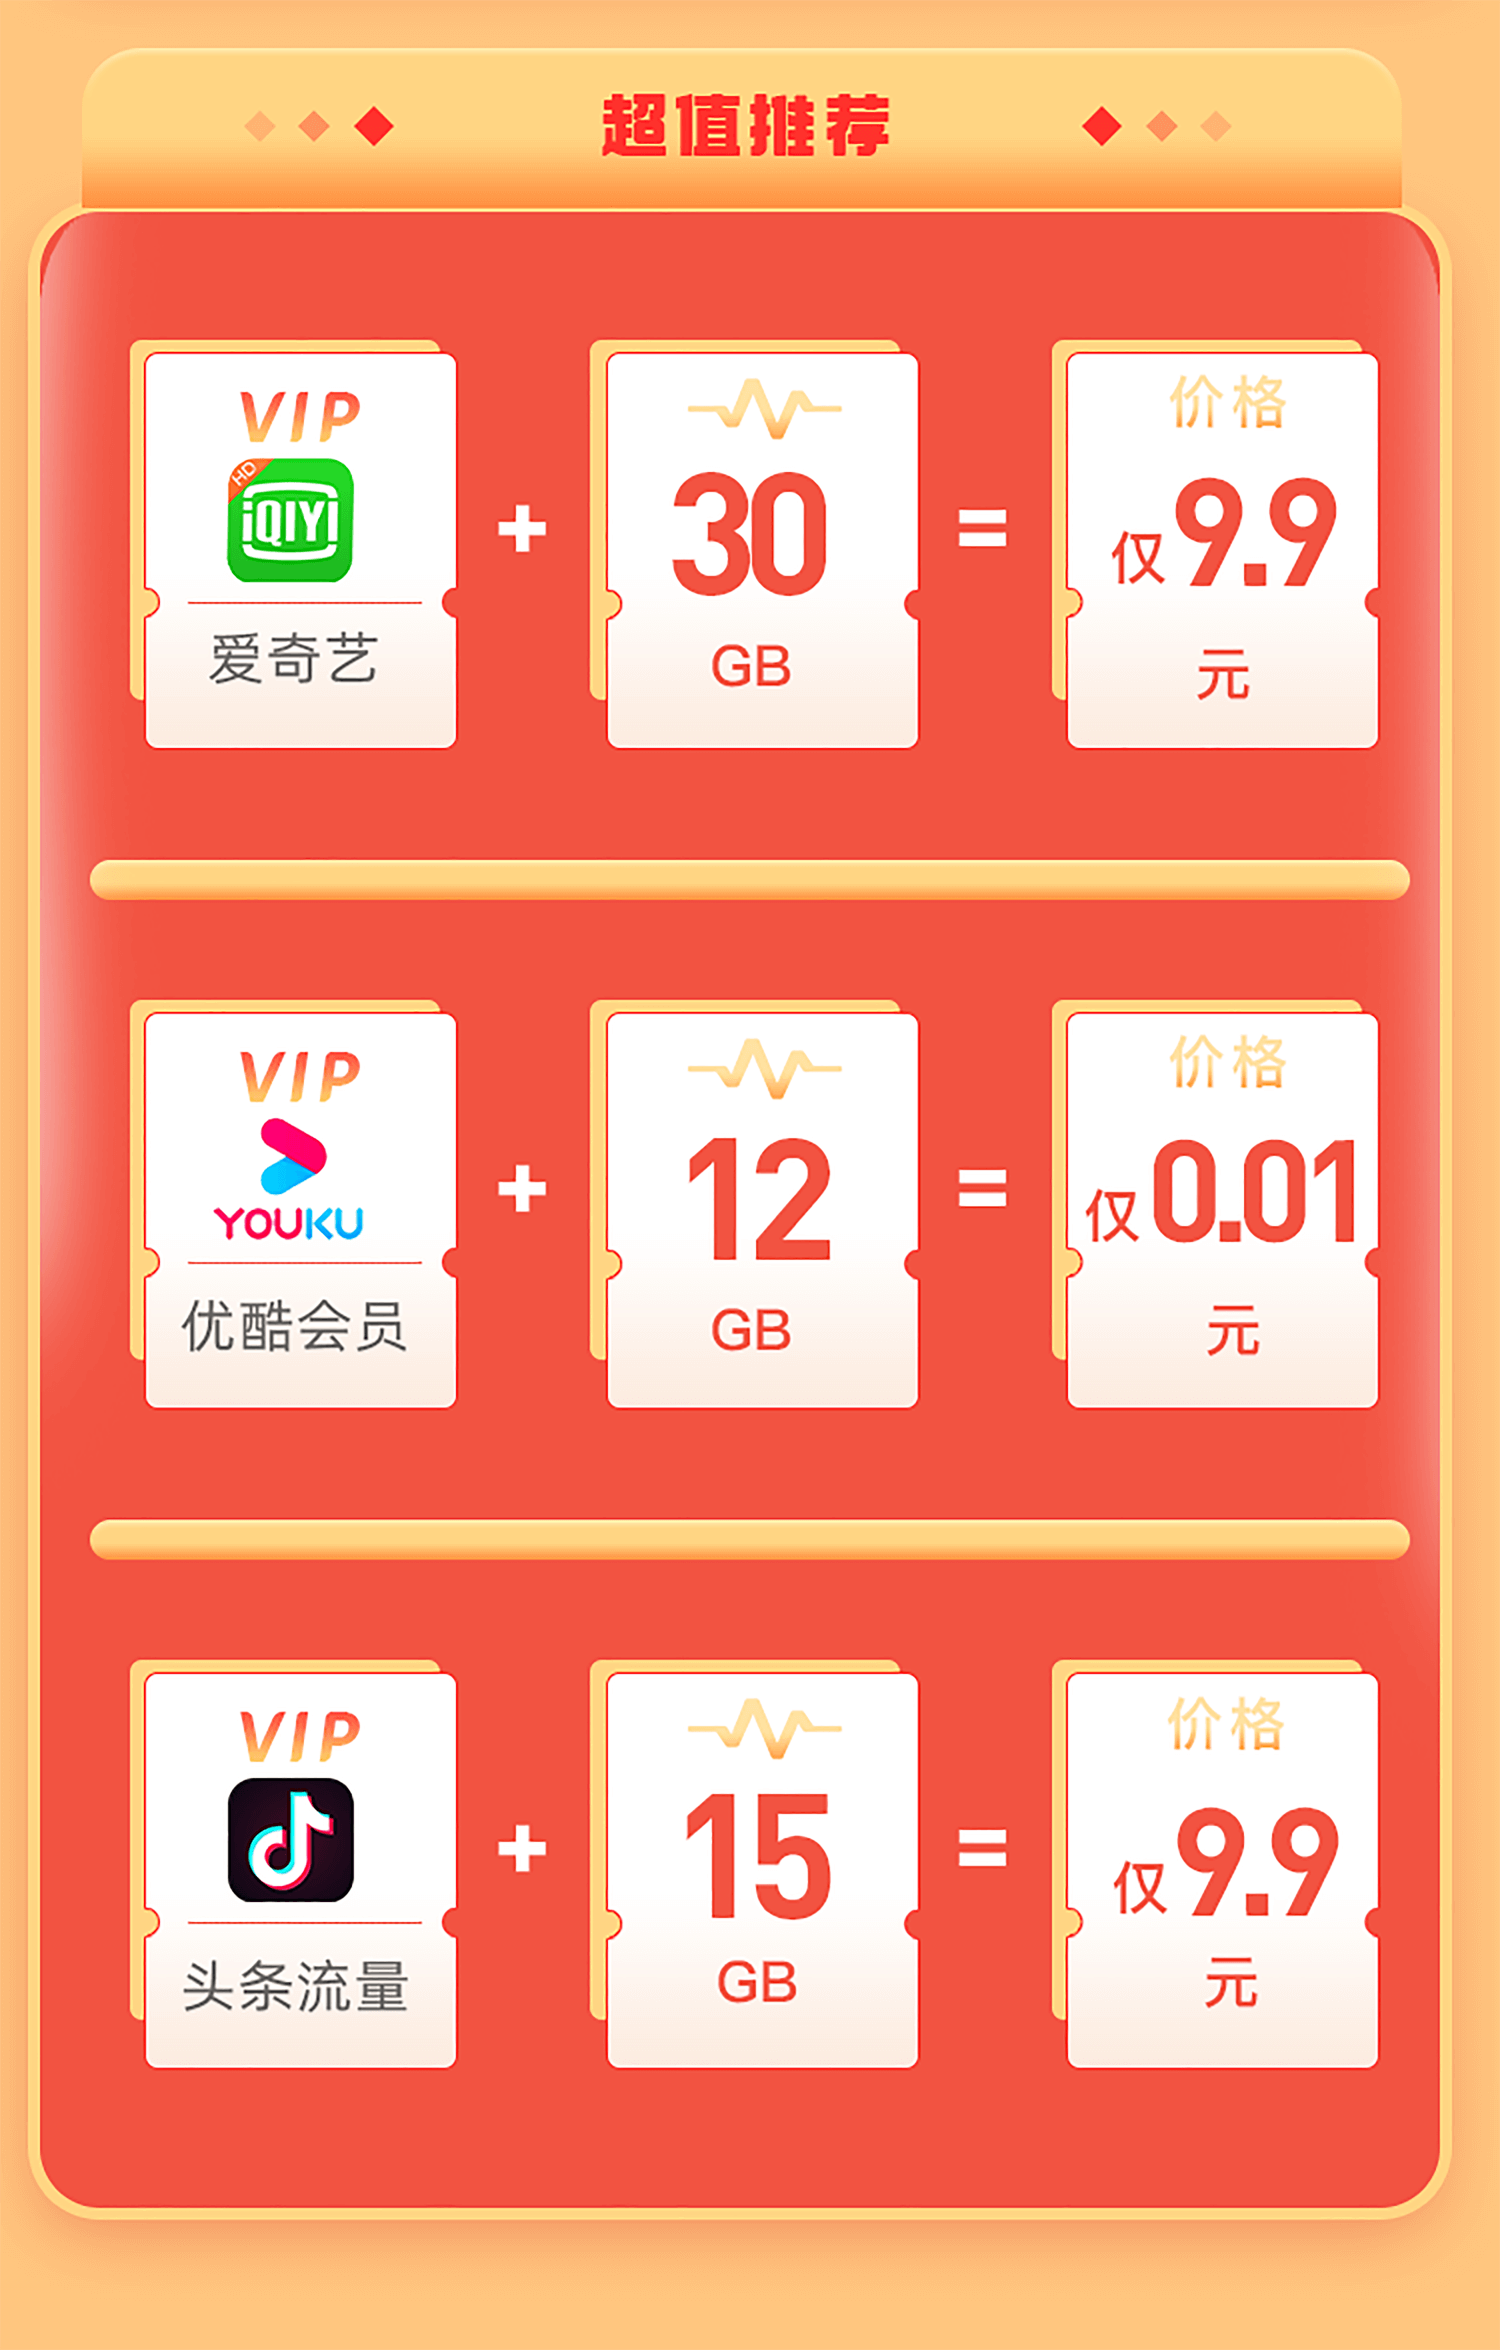 超值推荐
VIP
HD
iQIYI
爱奇艺
+
30
GB
=
价格
仅9.9
元
VIP
YOUKU
优酷会员
+
12
GB
=
价格
仅0.01
元
VIP
头条流量
+
15
GB
=
价格
仅9.9
元